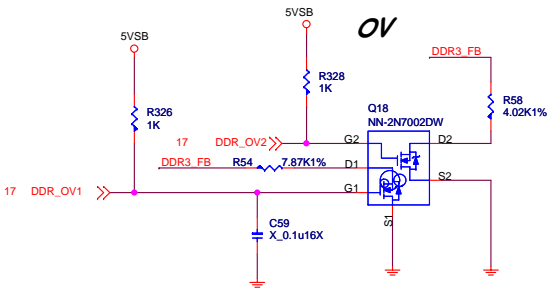 OV
5VSB
5VSB
DDR3_FB
R328
1K
R326
1K
R58
4.02K1%
Q18
NN-2N7002DW
17 DDR_OV2
G2
D2
DDR3_FB
R54
7.87K1%
D1
S2
17 DDR_OV1
G1
S1
C59
X_0.1u16X